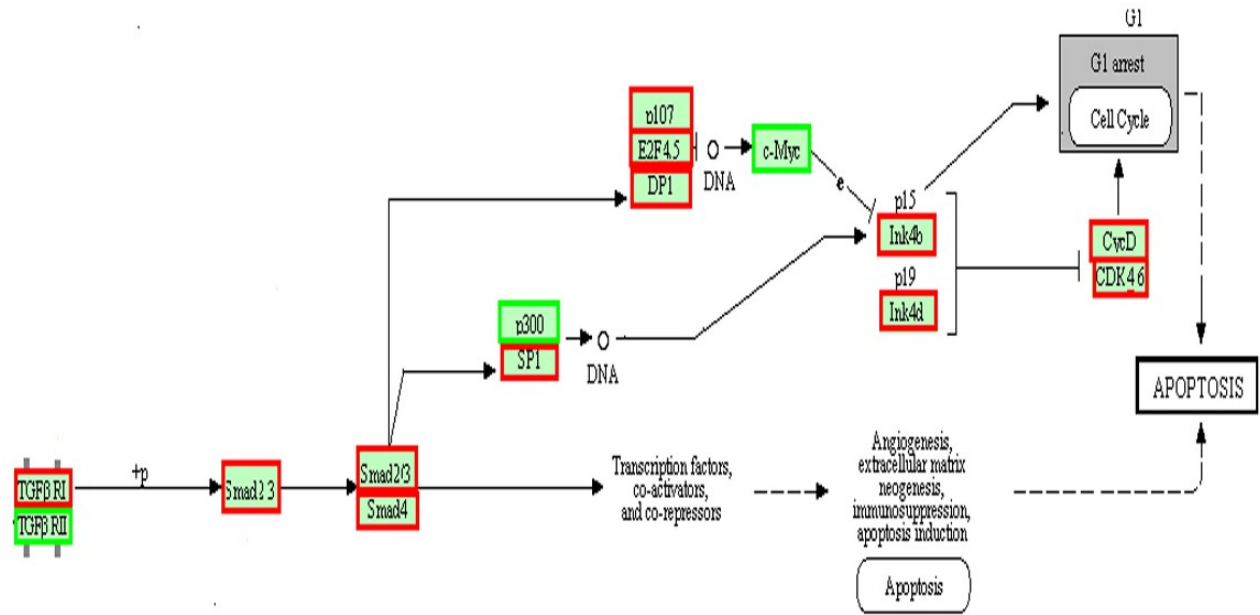 G1
G1 arrest
Cell Cycle
p107
E2F4.5
DP1
DNA
c-Myc
e
p15
Ink4b
p19
Ink4d
CycD
CDK4 6
p300
SP1
DNA
APOPTOSIS
TGFβ RI
TGFβ RII
+p
Smad2 3
Smad2/3
Smad4
Transcription factors,
co-activators,
and co-repressors
Angiogenesis,
extracellular matrix
neogenesis,
immunosuppression,
apoptosis induction
Apoptosis